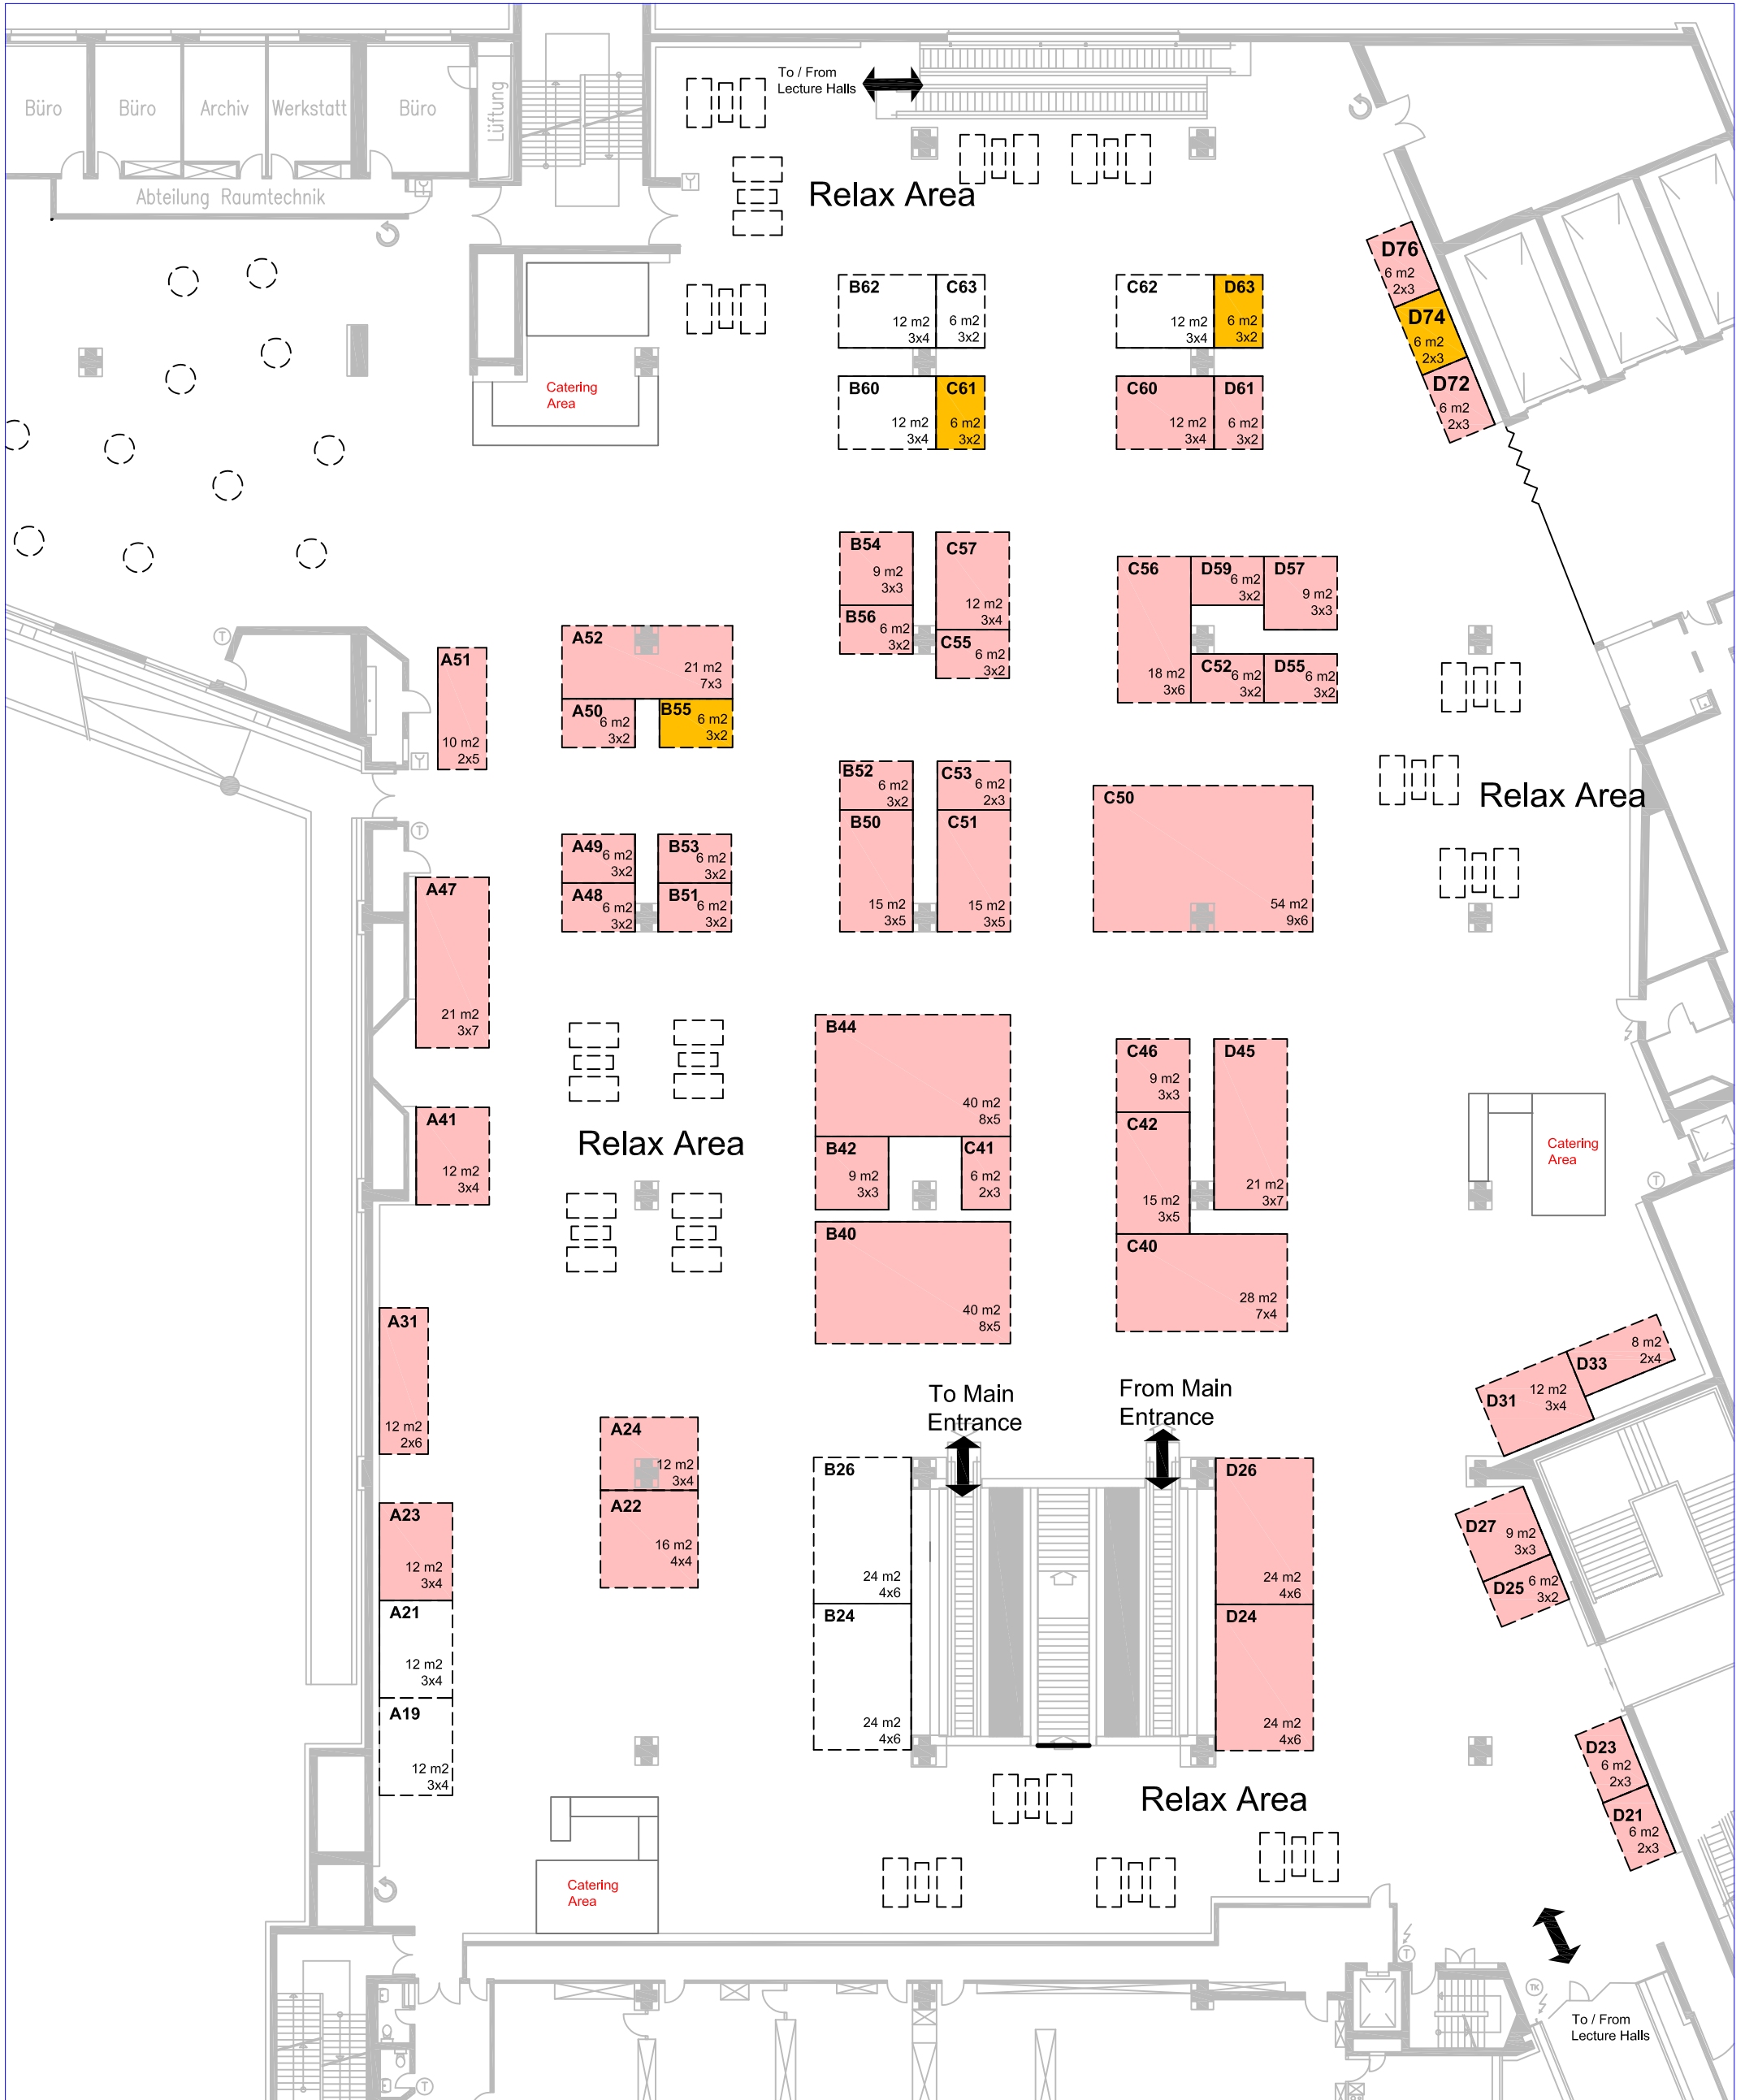 To / From
Lecture Halls
Büro
Büro
Archiv
Werkstatt
Büro
Lüftung
Abteilung Raumtechnik
Relax Area
D76
6 m2
2x3
D74
6 m2
2x3
D72
6 m2
2x3
B62
12 m2
3x4
C63
6 m2
3x2
C62
12 m2
3x4
D63
6 m2
3x2
B60
12 m2
3x4
C61
6 m2
3x2
C60
12 m2
3x4
D61
6 m2
3x2
Catering
Area
B54
9 m2
3x3
C57
12 m2
3x4
B56
6 m2
3x2
C55
6 m2
3x2
C56
18 m2
3x6
D59
6 m2
3x2
D57
9 m2
3x3
C52
6 m2
3x2
D55
6 m2
3x2
T
A51
10 m2
2x5
A52
21 m2
7x3
A50
6 m2
3x2
B55
6 m2
3x2
Relax Area
B52
6 m2
3x2
C53
6 m2
2x3
B50
15 m2
3x5
C51
15 m2
3x5
C50
54 m2
9x6
T
A49
6 m2
3x2
B53
6 m2
3x2
A48
6 m2
3x2
B51
6 m2
3x2
A47
21 m2
3x7
B44
40 m2
8x5
C46
9 m2
3x3
D45
21 m2
3x7
A41
12 m2
3x4
Relax Area
B42
9 m2
3x3
C41
6 m2
2x3
C42
15 m2
3x5
Catering
Area
T
B40
40 m2
8x5
C40
28 m2
7x4
A31
12 m2
2x6
D33
8 m2
2x4
D31
12 m2
3x4
To Main
Entrance
From Main
Entrance
A24
12 m2
3x4
A22
16 m2
4x4
B26
24 m2
4x6
D26
24 m2
4x6
A23
12 m2
3x4
D27
9 m2
3x3
D25
6 m2
3x2
A21
12 m2
3x4
B24
24 m2
4x6
D24
24 m2
4x6
A19
12 m2
3x4
D23
6 m2
2x3
D21
6 m2
2x3
Relax Area
Catering
Area
T
TK
To / From
Lecture Halls
T